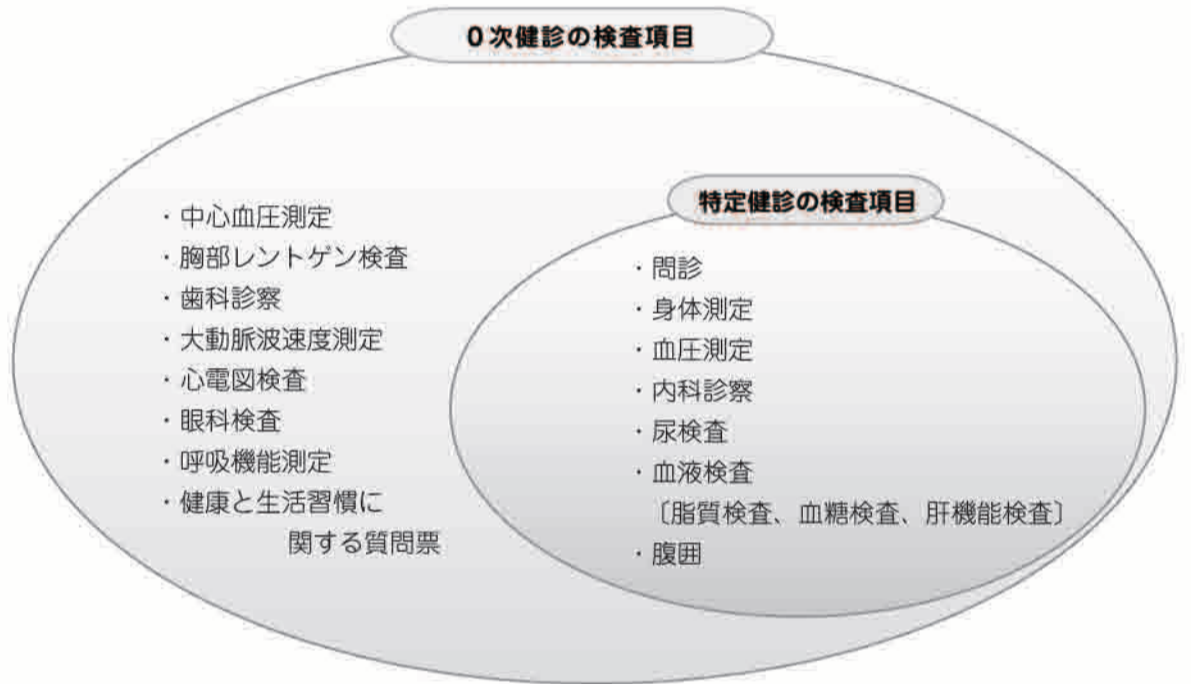 0次健診の検査項目
・中心血圧測定
・胸部レントゲン検査
・歯科診察
・大動脈波速度測定
・心電図検査
・眼科検査
・呼吸機能測定
・健康と生活習慣に
関する質問票
特定健診の検査項目
・問診
・身体測定
・血圧測定
・内科診察
・尿検査
・血液検査
〔脂質検査、血糖検査、肝機能検査〕
・腹囲